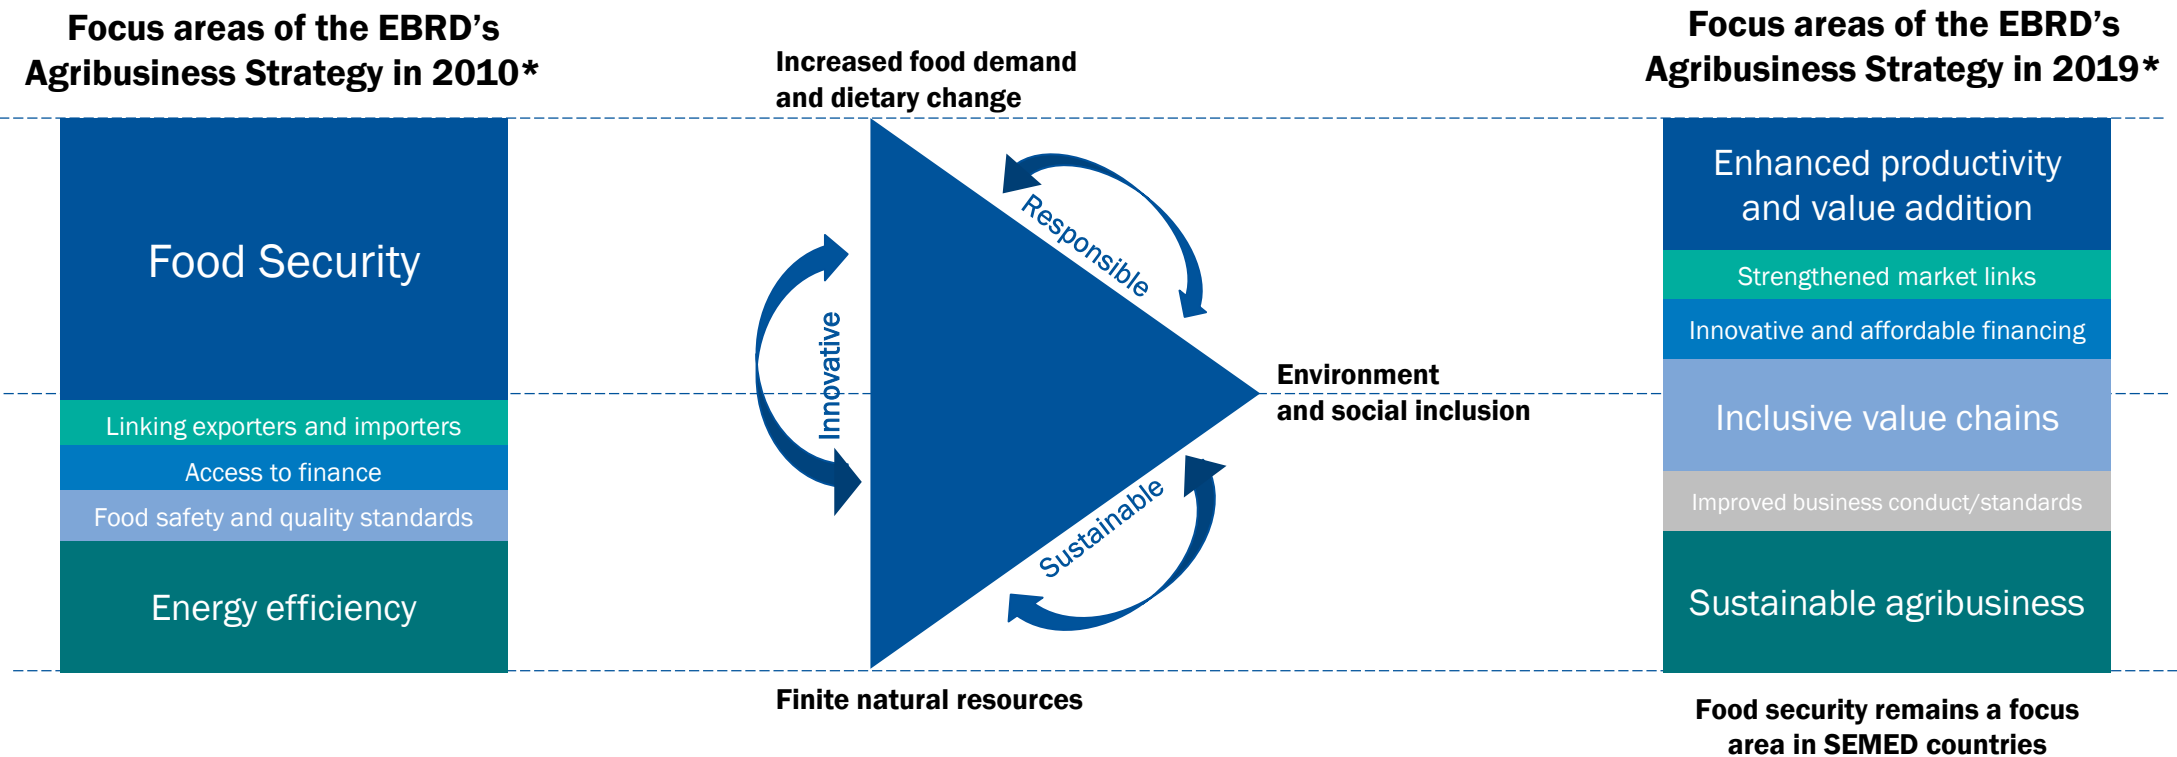 Focus areas of the EBRD’s
Agribusiness Strategy in 2010*
Food Security
Linking exporters and importers
Access to finance
Food safety and quality standards
Energy efficiency
Increased food demand
and dietary change
Responsible
Innovative
Environment
and social inclusion
Sustainable
Finite natural resources
Focus areas of the EBRD’s
Agribusiness Strategy in 2019*
Enhanced productivity
and value addition
Strengthened market links
Innovative and affordable financing
Inclusive value chains
Improved business conduct/standards
Sustainable agribusiness
Food security remains a focus
area in SEMED countries